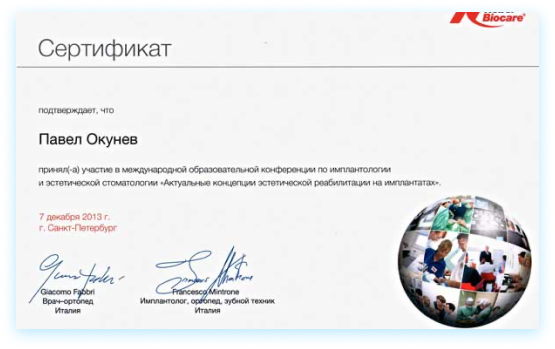 Biocare®
Сертификат
подтверждает, что
Павел Окунев
принял(-а) участие в международной образовательной конференции по имплантологии
и эстетической стоматологии «Актуальные концепции эстетической реабилитации на имплантатах».
7 декабря 2013 г.
г. Санкт-Петербург
Giacomo Fabbri
Врач-ортопед
Италия
Francesco Mintrone
Имплантолог, ортопед, зубной техник
Италия